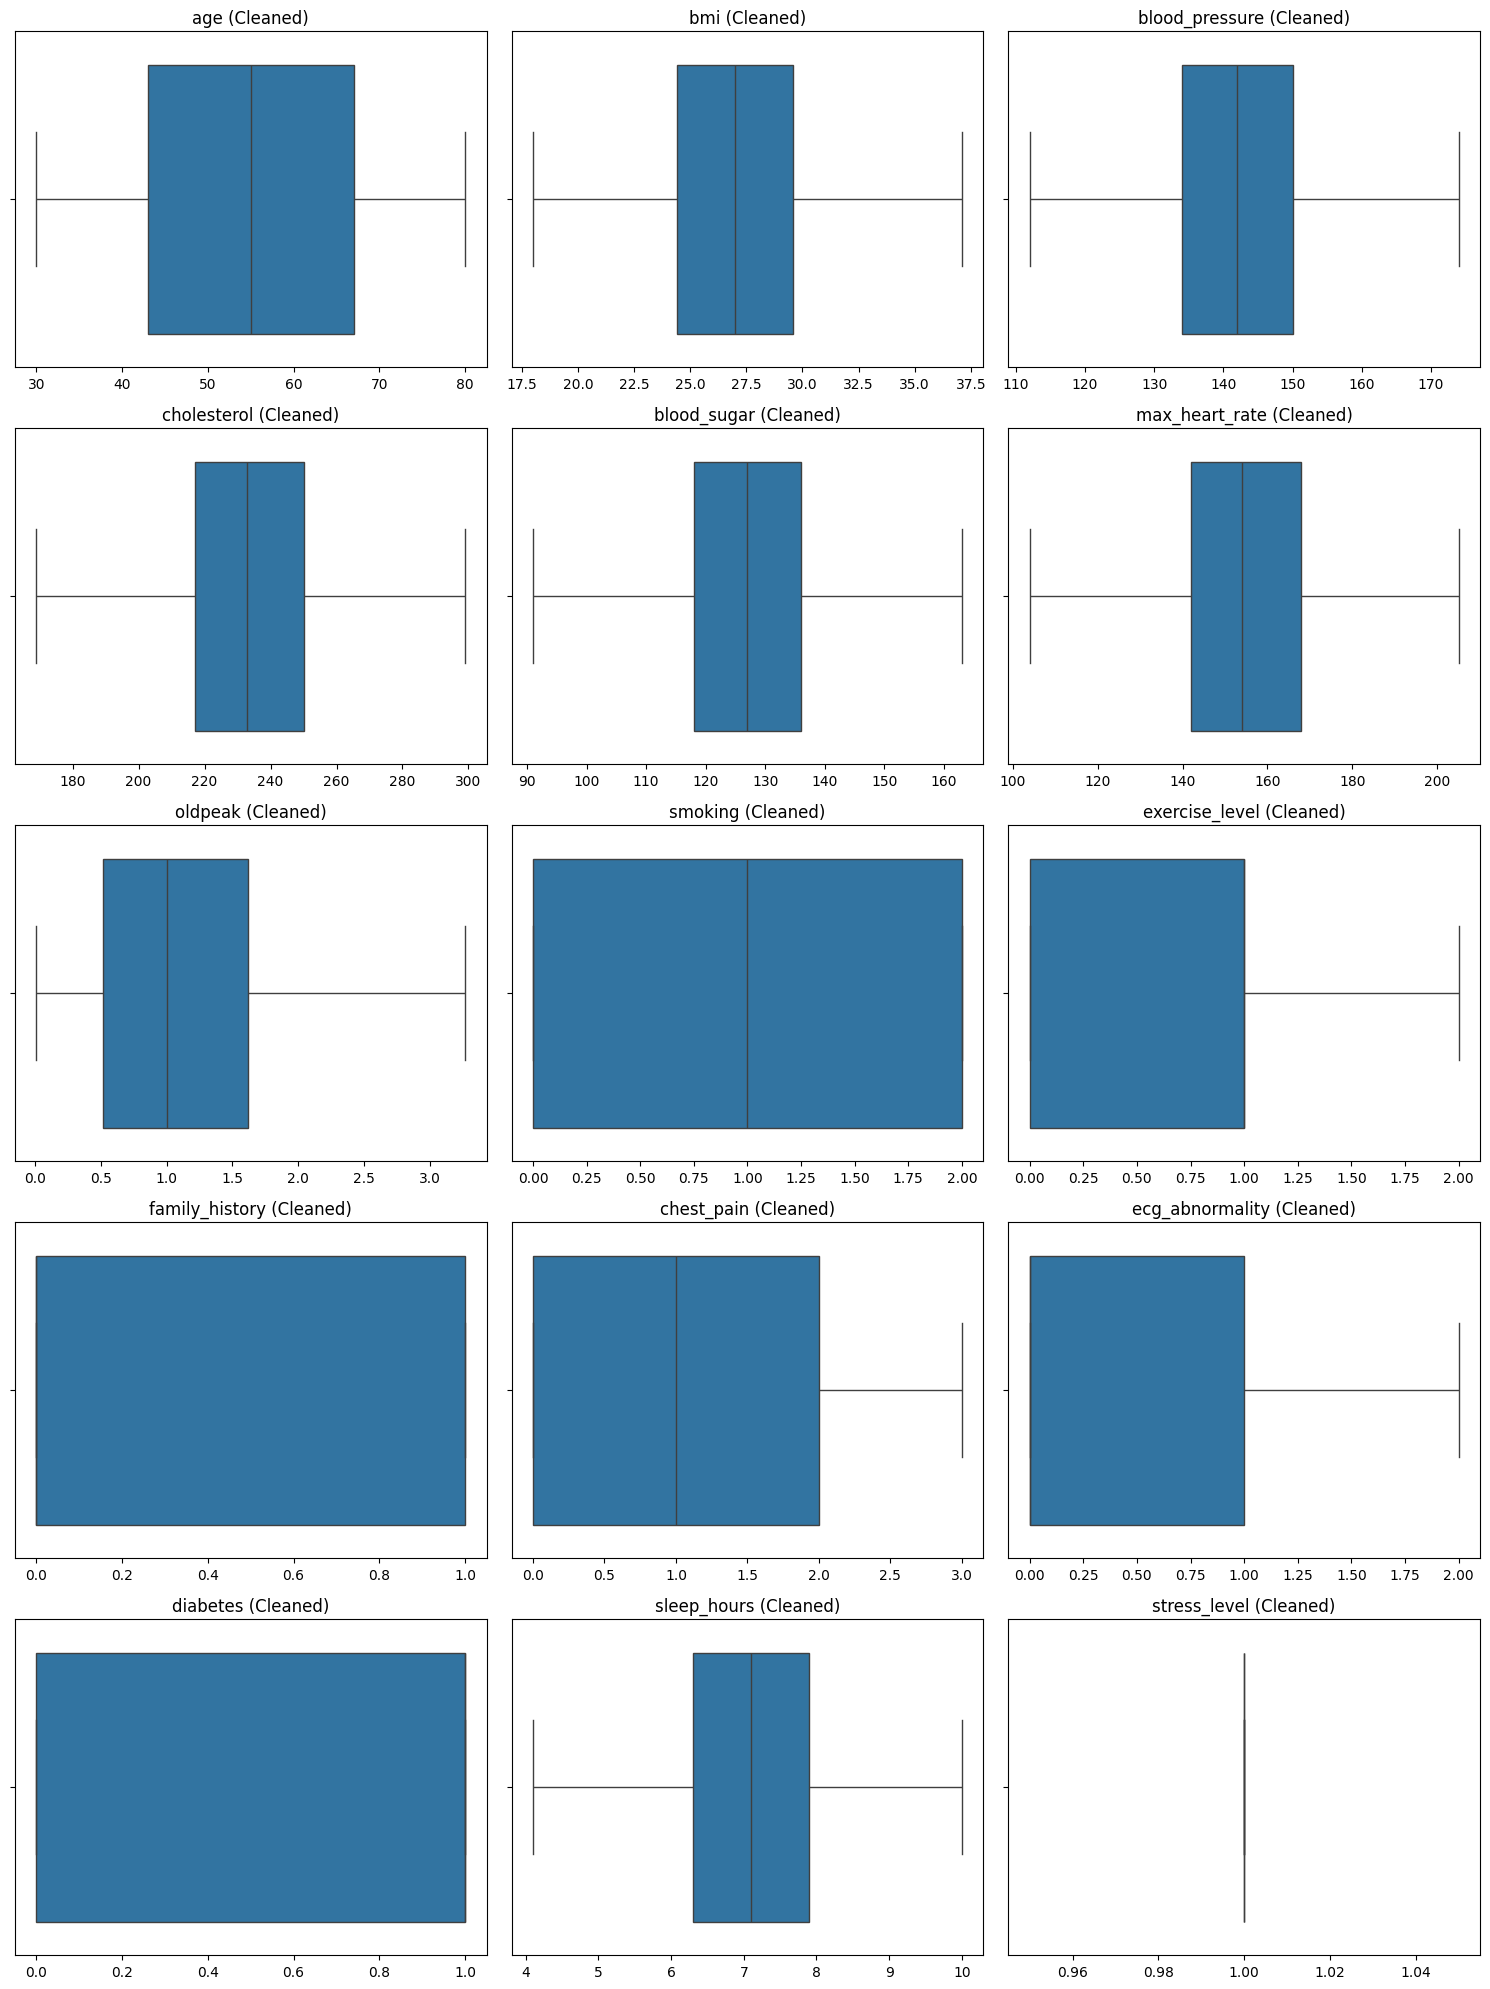 age (Cleaned) bmi (Cleaned) blood_pressure (Cleaned)
30 40 50 60 70 80 17.5 20.0 22.5 25.0 27.5 30.0 32.5 35.0 37.5 110 120 130 140 150 160 170
cholesterol (Cleaned) blood_sugar (Cleaned) max_heart_rate (Cleaned)
180 200 220 240 260 280 300 90 100 110 120 130 140 150 160 100 120 140 160 180 200
oldpeak (Cleaned) smoking (Cleaned) exercise_level (Cleaned)
0.0 0.5 1.0 1.5 2.0 2.5 3.0 0.00 0.25 0.50 0.75 1.00 1.25 1.50 1.75 2.00 0.00 0.25 0.50 0.75 1.00 1.25 1.50 1.75 2.00
family_history (Cleaned) chest_pain (Cleaned) ecg_abnormality (Cleaned)
0.0 0.2 0.4 0.6 0.8 1.0 0.0 0.5 1.0 1.5 2.0 2.5 3.0 0.00 0.25 0.50 0.75 1.00 1.25 1.50 1.75 2.00
diabetes (Cleaned) sleep_hours (Cleaned) stress_level (Cleaned)
0.0 0.2 0.4 0.6 0.8 1.0 4 5 6 7 8 9 10 0.96 0.98 1.00 1.02 1.04